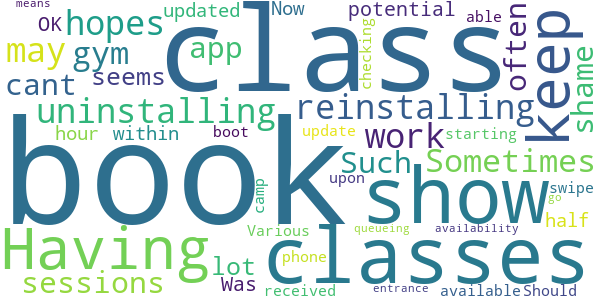 means
hopes
updated
Now
potential
able
often
OK
class
checking
keep
may
gym
app
shame
cant
seems
uninstalling
reinstalling
hour
within
boot
update
work
starting
book
Such
Sometimes
show
swipe
camp
upon
go
Having
Various
queueing
availability
half
lot
phone
classes
sessions
Was
received
entrance
available
Should